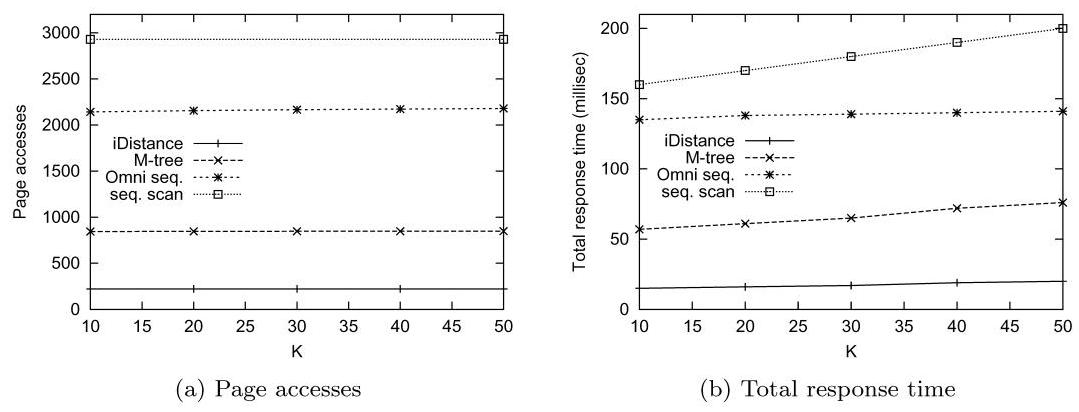 3000
2500
2000
1500
1000
500
0
Page accesses
iDistance
M-tree
Omni seq.
seq. scan
10 15 20 25 30 35 40 45 50
K
(a) Page accesses
200
150
100
50
0
Total response time (millisec)
iDistance
M-tree
Omni seq.
seq. scan
10 15 20 25 30 35 40 45 50
K
(b) Total response time